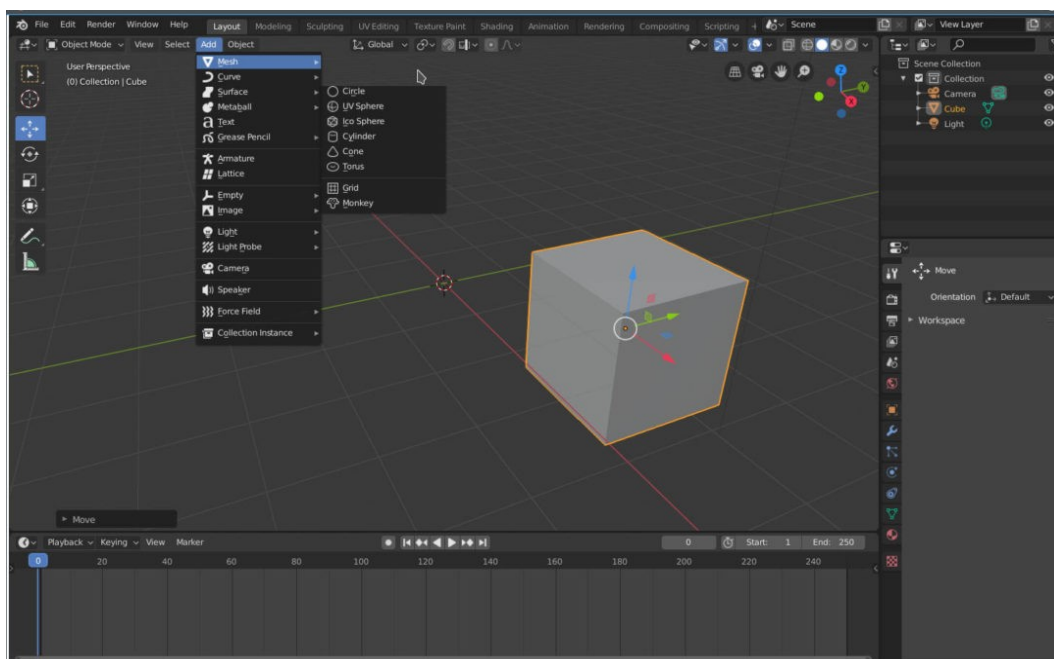 File Edit Render Window Help Layout Modeling Sculpting UV Editing Texture Paint Shading Animation Rendering Compositing Scripting + Scene View Layer
Object Mode View Select Add Object Global
User Perspective
(0) Collection | Cube
Mesh
Curve
Surface
Metaball
Text
Grease Pencil
Armature
Lattice
Empty
Image
Light
Light Probe
Camera
Speaker
Force Field
Collection Instance
Circle
UV Sphere
Ico Sphere
Cylinder
Cone
Torus
Grid
Monkey
Z
Y
X
Scene Collection
Collection
Camera
Cube
Light
Move
Orientation Default
Workspace
Move
Playback Keying View Marker 0 Start: 1 End: 250
0 20 40 60 80 100 120 140 160 180 200 220 240